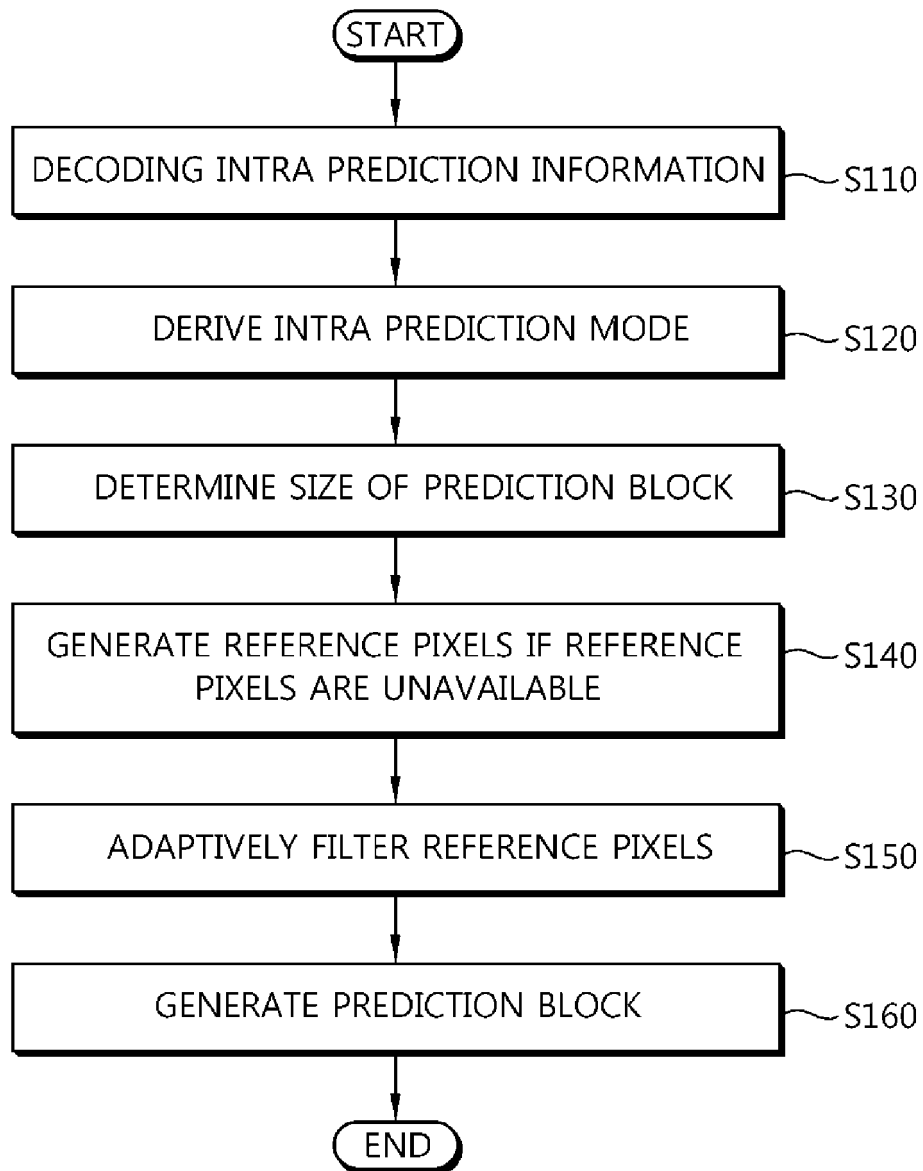 START
DECODING INTRA PREDICTION INFORMATION
S110
DERIVE INTRA PREDICTION MODE
S120
DETERMINE SIZE OF PREDICTION BLOCK
S130
GENERATE REFERENCE PIXELS IF REFERENCE
PIXELS ARE UNAVAILABLE
S140
ADAPTIVELY FILTER REFERENCE PIXELS
S150
GENERATE PREDICTION BLOCK
S160
END